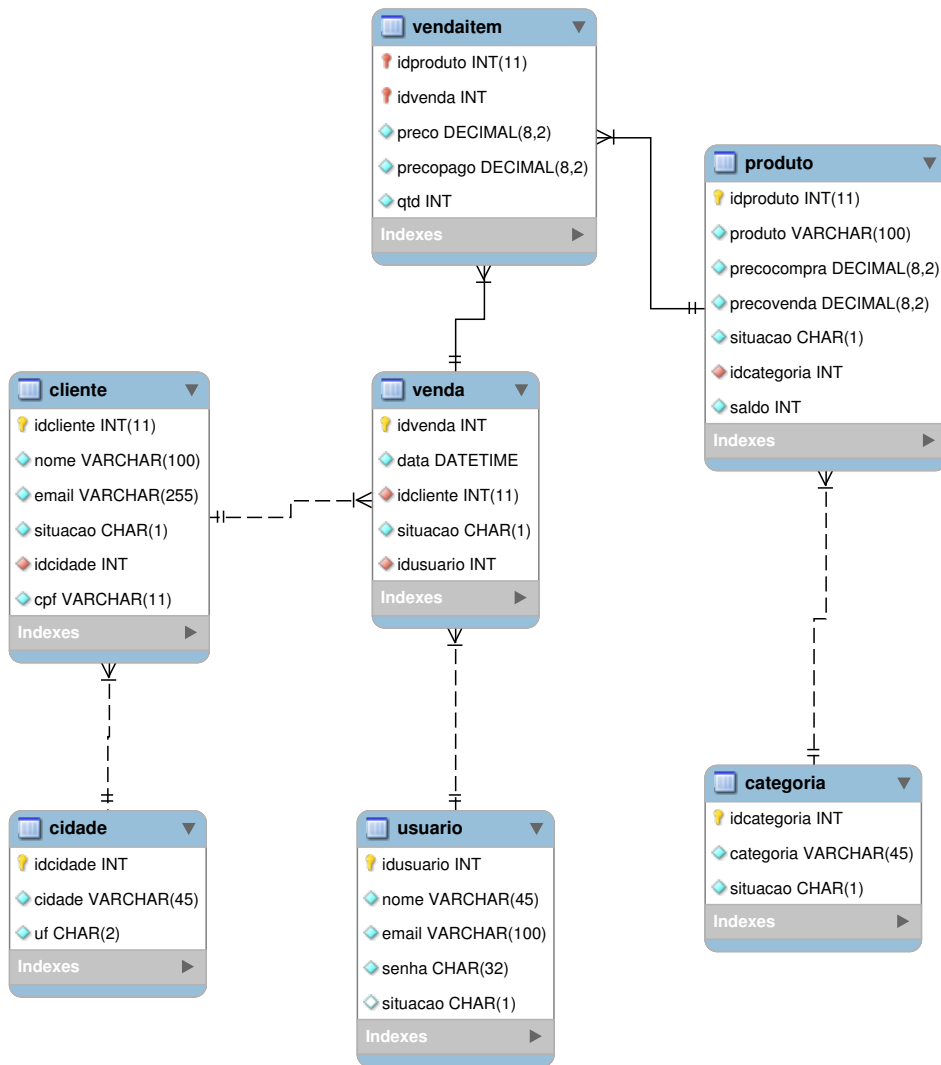 vendaitem
idproduto INT(11)
idvenda INT
preco DECIMAL(8,2)
precopago DECIMAL(8,2)
qtd INT
Indexes
produto
idproduto INT(11)
produto VARCHAR(100)
precocompra DECIMAL(8,2)
precovenda DECIMAL(8,2)
situacao CHAR(1)
idcategoria INT
saldo INT
Indexes
cliente
idcliente INT(11)
nome VARCHAR(100)
email VARCHAR(255)
situacao CHAR(1)
idcidade INT
cpf VARCHAR(11)
Indexes
venda
idvenda INT
data DATETIME
idcliente INT(11)
situacao CHAR(1)
idusuario INT
Indexes
cidade
idcidade INT
cidade VARCHAR(45)
uf CHAR(2)
Indexes
usuario
idusuario INT
nome VARCHAR(45)
email VARCHAR(100)
senha CHAR(32)
situacao CHAR(1)
Indexes
categoria
idcategoria INT
categoria VARCHAR(45)
situacao CHAR(1)
Indexes